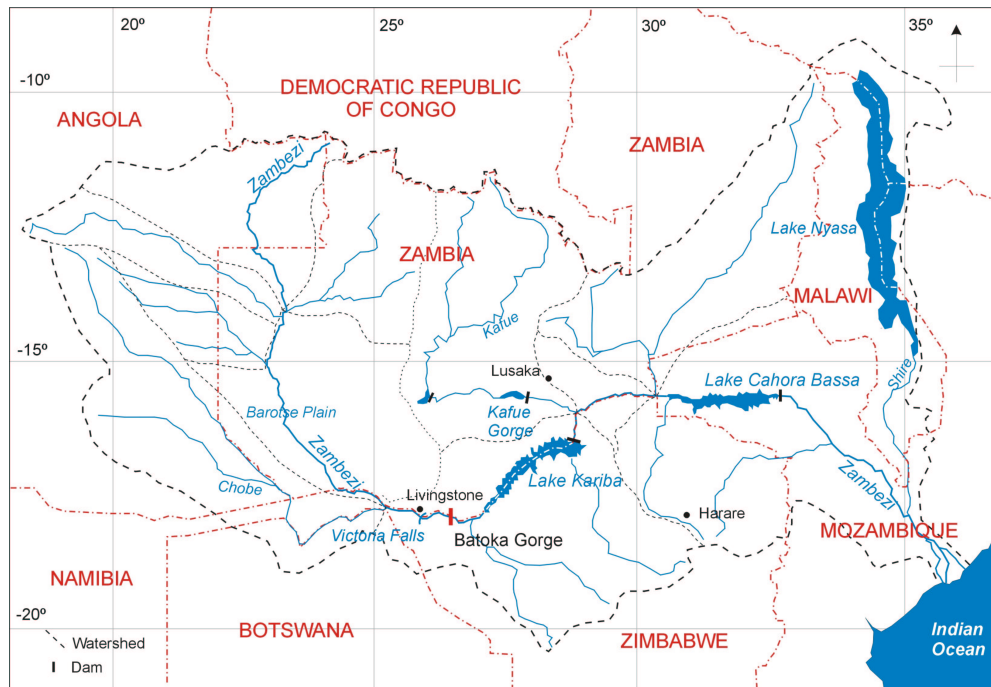 20º
25º
30º
35º
-10º
DEMOCRATIC REPUBLIC
OF CONGO
ANGOLA
ZAMBIA
Zambezi
Lake Nyasa
ZAMBIA
MALAWI
Kafue
-15º
Lusaka
Lake Cahora Bassa
Shire
Barotse Plain
Kafue
Gorge
Zambezi
Zambezi
Chobe
Livingstone
Lake Kariba
Harare
Victoria Falls
Batoka Gorge
MOZAMBIQUE
NAMIBIA
-20º
BOTSWANA
ZIMBABWE
Indian
Ocean
Watershed
Dam